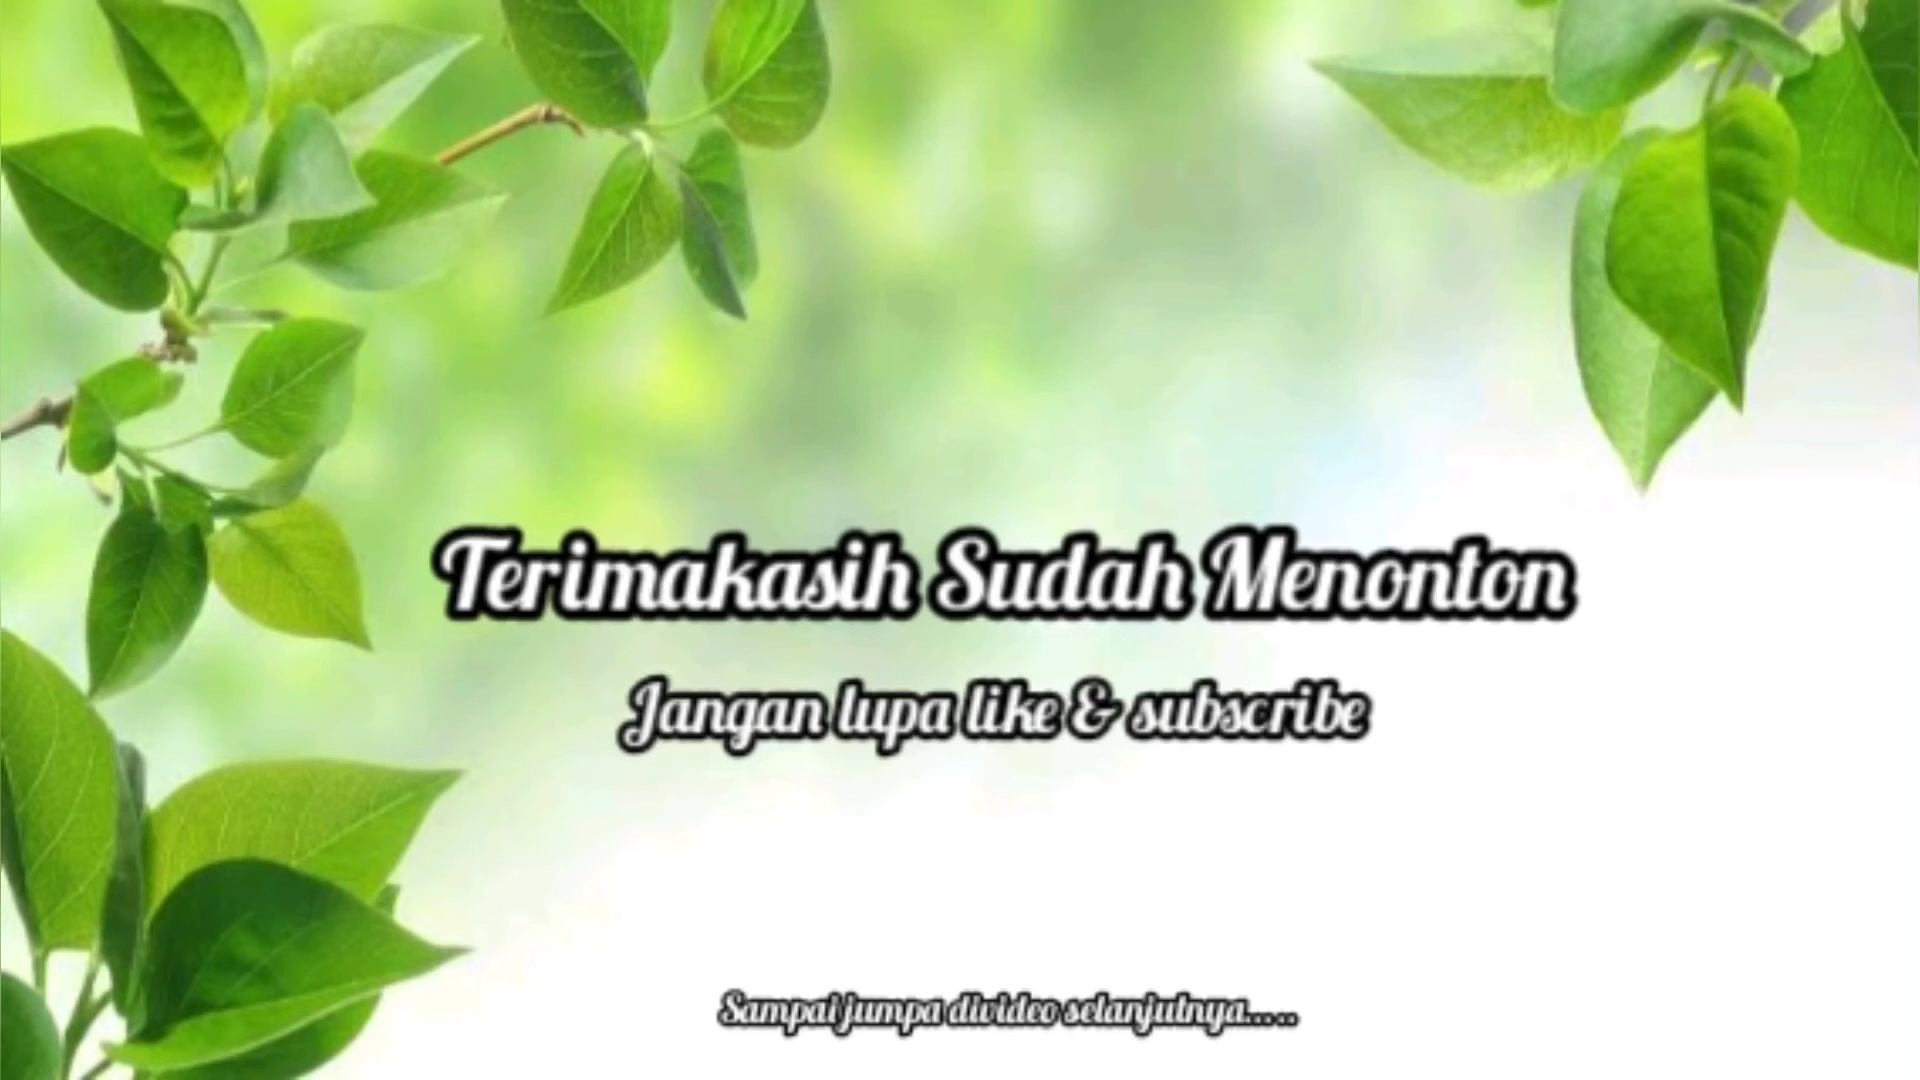 Terimakasih Sudah Menonton
Jangan lupa like & subscribe
Sampai jumpa divideo selanjutnya.....